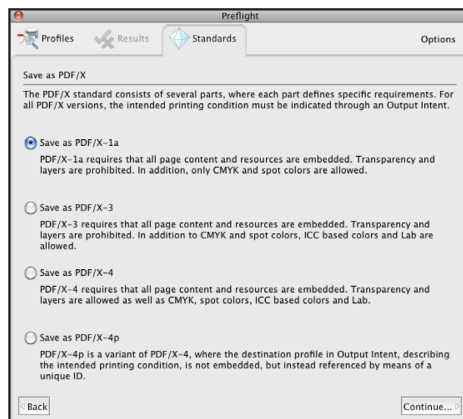 Preflight
Profiles Results Standards Options
Save as PDF/X
The PDF/X standard consists of several parts, where each part defines specific requirements. For
all PDF/X versions, the intended printing condition must be indicated through an Output Intent.
Save as PDF/X-1a
PDF/X-1a requires that all page content and resources are embedded. Transparency and
layers are prohibited. In addition, only CMYK and spot colors are allowed.
Save as PDF/X-3
PDF/X-3 requires that all page content and resources are embedded. Transparency and
layers are prohibited. In addition to CMYK and spot colors, ICC based colors and Lab are
allowed.
Save as PDF/X-4
PDF/X-4 requires that all page content and resources are embedded. Transparency and
layers are allowed as well as CMYK, spot colors, ICC based colors and Lab.
Save as PDF/X-4p
PDF/X-4p is a variant of PDF/X-4, where the destination profile in Output Intent, describing
the intended printing condition, is not embedded, but instead referenced by means of a
unique ID.
Back Continue...